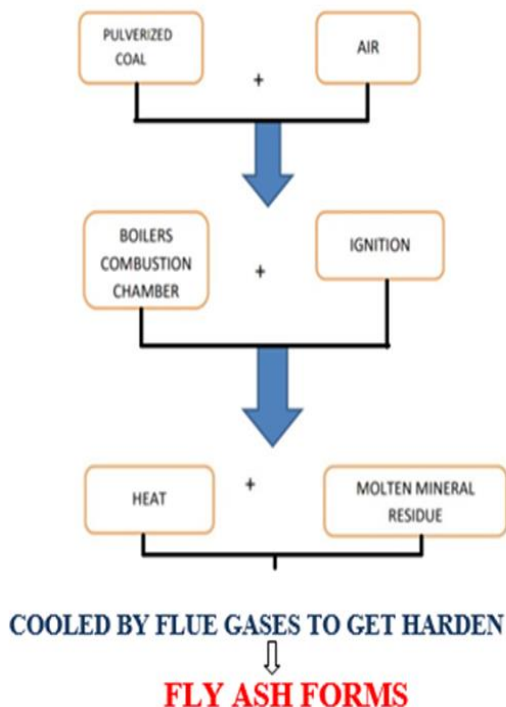 PULVERIZED
COAL
+
AIR
BOILERS
COMBUSTION
CHAMBER
+
IGNITION
HEAT
+
MOLTEN MINERAL
RESIDUE
COOLED BY FLUE GASES TO GET HARDEN
FLY ASH FORMS